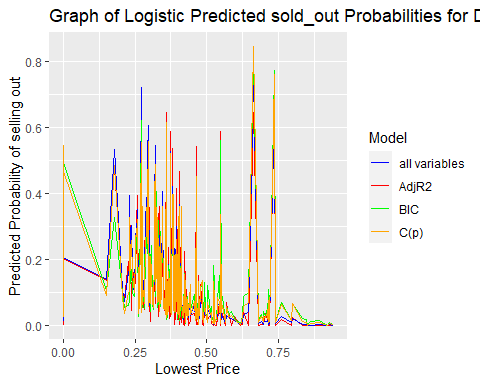 Graph of Logistic Predicted sold_out Probabilities for D
Predicted Probability of selling out
0.8
0.6
0.4
0.2
0.0
0.00 0.25 0.50 0.75
Lowest Price
Model
all variables
AdjR2
BIC
C(p)